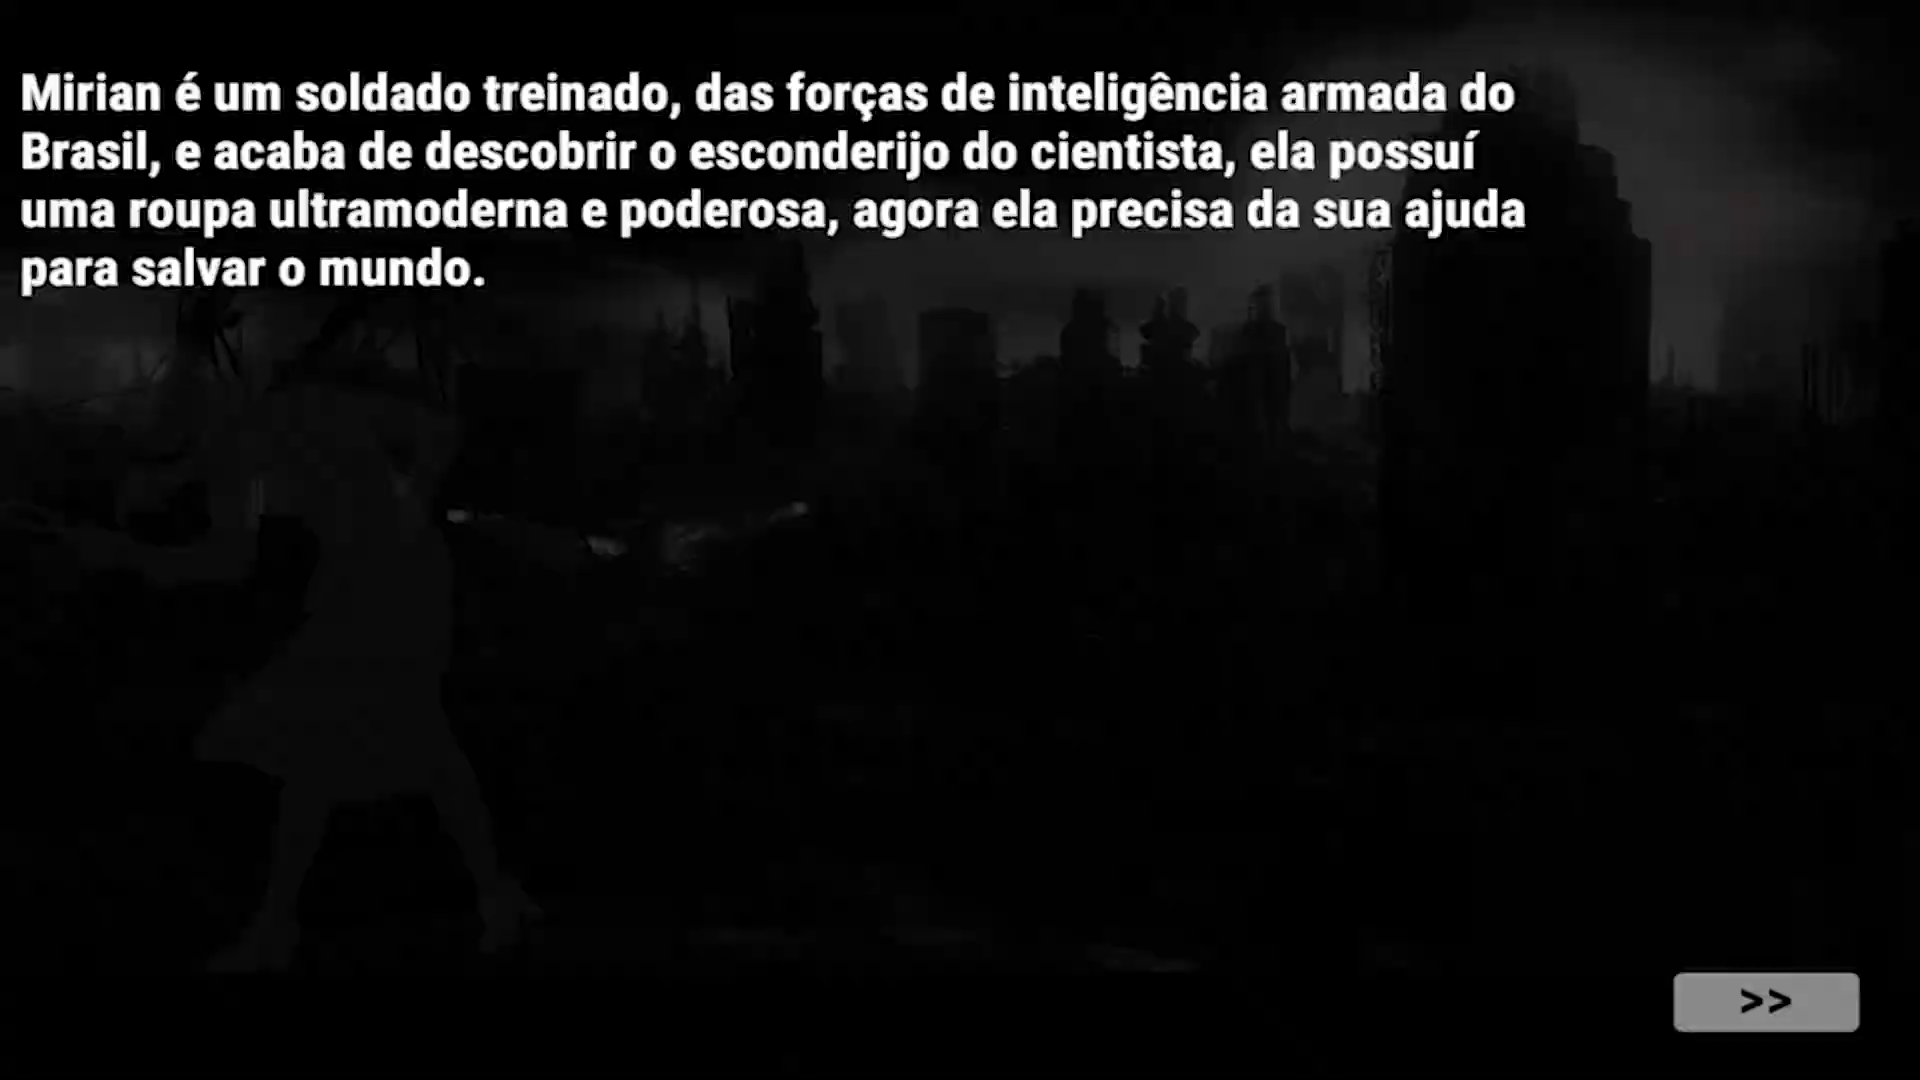 Mirian é um soldado treinado, das forças de inteligência armada do
Brasil, e acaba de descobrir o esconderijo do cientista, ela possuí
uma roupa ultramoderna e poderosa, agora ela precisa da sua ajuda
para salvar o mundo.
>>